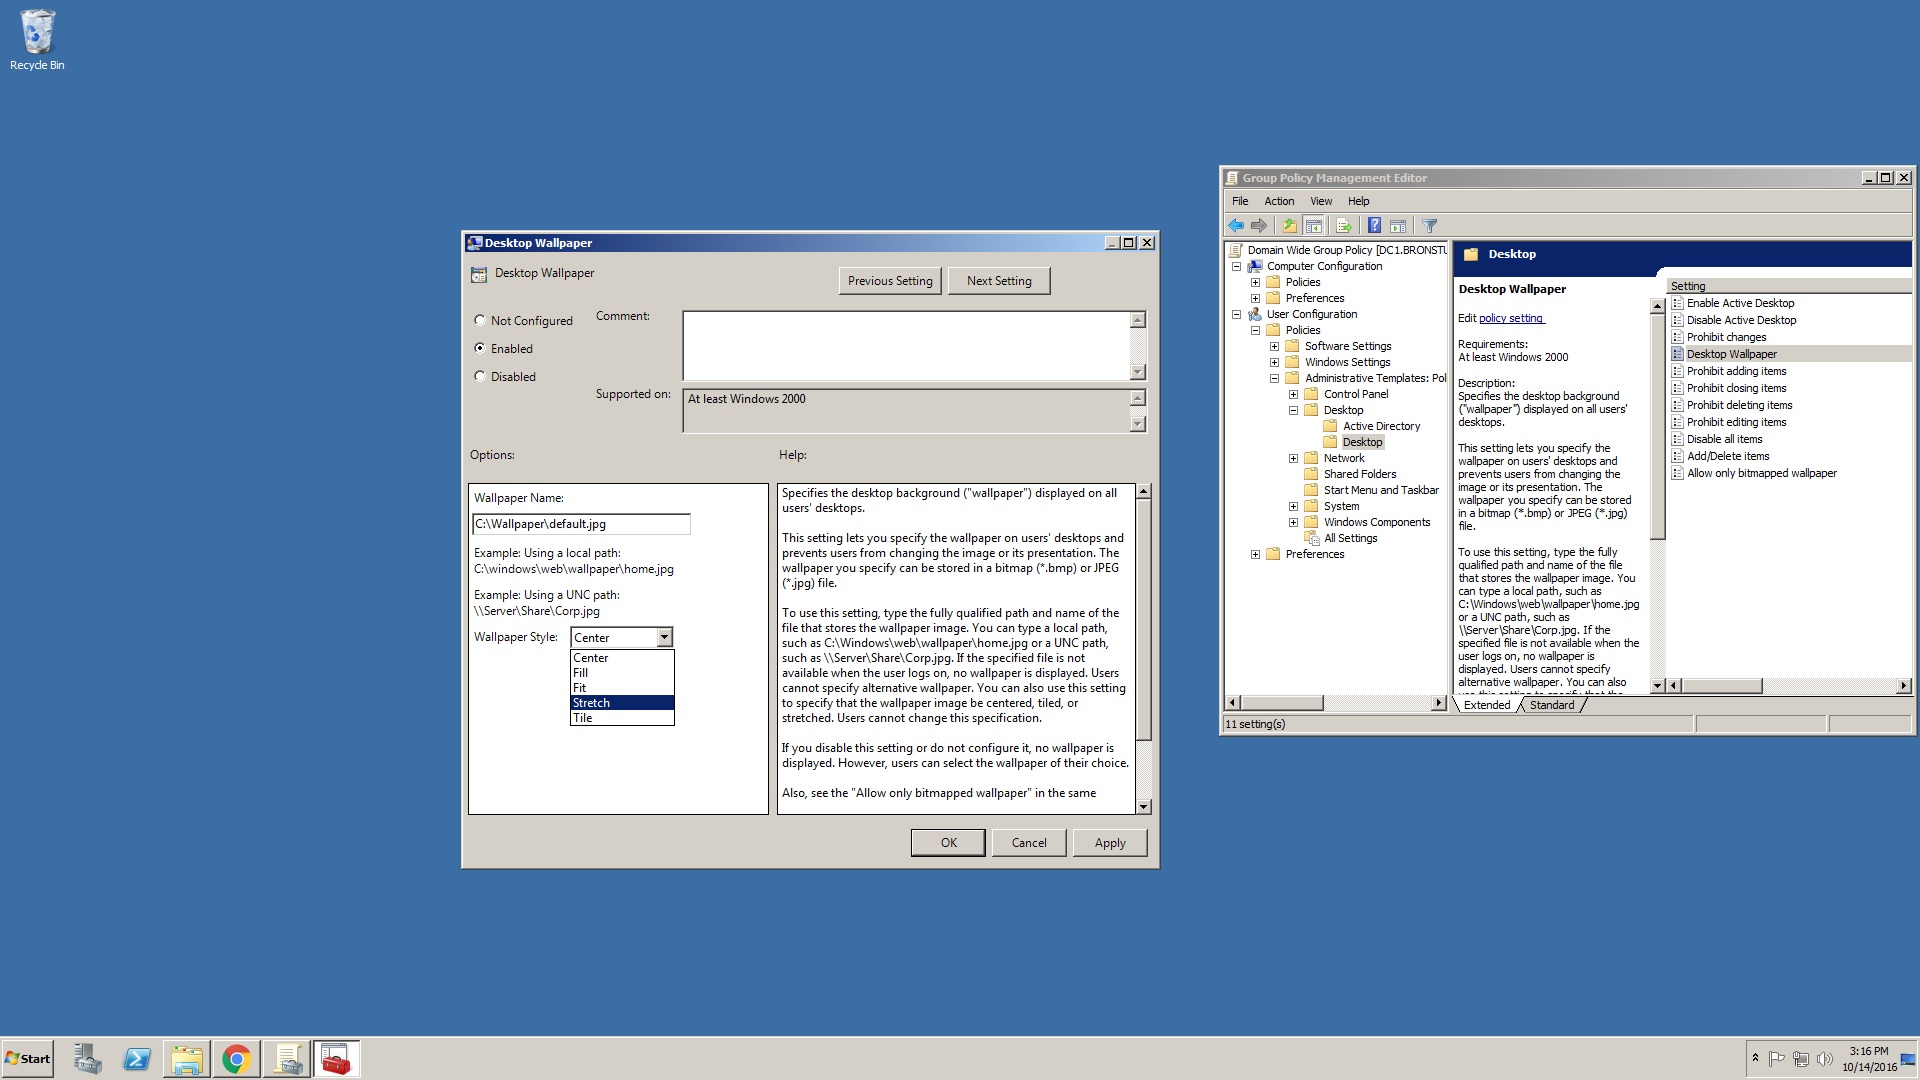 Recycle Bin
Desktop Wallpaper
Desktop Wallpaper
Previous Setting
Next Setting
Not Configured
Enabled
Disabled
Comment:
Supported on:
At least Windows 2000
Options:
Help:
Wallpaper Name:
C:\Wallpaper\default.jpg
Example: Using a local path:
C:\windows\web\wallpaper\home.jpg
Example: Using a UNC path:
\\Server\Share\Corp.jpg
Wallpaper Style:
Center
Center
Fill
Fit
Stretch
Tile
Specifies the desktop background ("wallpaper") displayed on all
users' desktops.
This setting lets you specify the wallpaper on users' desktops and
prevents users from changing the image or its presentation. The
wallpaper you specify can be stored in a bitmap (*.bmp) or JPEG
(*.jpg) file.
To use this setting, type the fully qualified path and name of the
file that stores the wallpaper image. You can type a local path,
such as C:\Windows\web\wallpaper\home.jpg or a UNC path,
such as \\Server\Share\Corp.jpg. If the specified file is not
available when the user logs on, no wallpaper is displayed. Users
cannot specify alternative wallpaper. You can also use this setting
to specify that the wallpaper image be centered, tiled, or
stretched. Users cannot change this specification.
If you disable this setting or do not configure it, no wallpaper is
displayed. However, users can select the wallpaper of their choice.
Also, see the "Allow only bitmapped wallpaper" in the same
OK
Cancel
Apply
Group Policy Management Editor
File Action View Help
Domain Wide Group Policy [DC1.BRONSTU
Computer Configuration
Policies
Preferences
User Configuration
Policies
Software Settings
Windows Settings
Administrative Templates: Pol
Control Panel
Desktop
Active Directory
Desktop
Network
Shared Folders
Start Menu and Taskbar
System
Windows Components
All Settings
Preferences
Desktop
Desktop Wallpaper
Edit policy setting
Requirements:
At least Windows 2000
Description:
Specifies the desktop background
("wallpaper") displayed on all users'
desktops.
This setting lets you specify the
wallpaper on users' desktops and
prevents users from changing the
image or its presentation. The
wallpaper you specify can be stored
in a bitmap (*.bmp) or JPEG (*.jpg)
file.
To use this setting, type the fully
qualified path and name of the file
that stores the wallpaper image. You
can type a local path, such as
C:\Windows\web\wallpaper\home.jpg
or a UNC path, such as
\\Server\Share\Corp.jpg. If the
specified file is not available when the
user logs on, no wallpaper is
displayed. Users cannot specify
alternative wallpaper. You can also
use this setting to specify that the
Setting
Enable Active Desktop
Disable Active Desktop
Prohibit changes
Desktop Wallpaper
Prohibit adding items
Prohibit closing items
Prohibit deleting items
Prohibit editing items
Disable all items
Add/Delete items
Allow only bitmapped wallpaper
Extended
Standard
11 setting(s)
Start
3:16 PM
10/14/2016